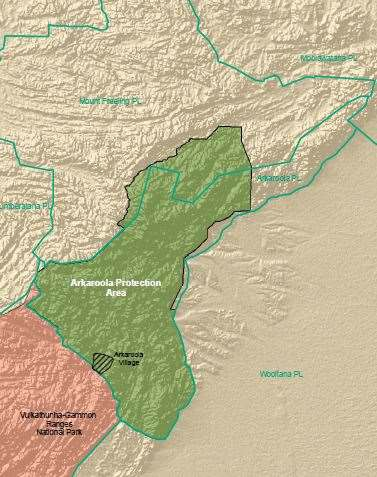 Moolawatana PL
Mount Freeling PL
Arkaroola PL
Umberatana PL
Arkaroola Protection
Area
Arkaroola
Village
Wooltana PL
Vulkathunha-Gammon
Ranges
National Park